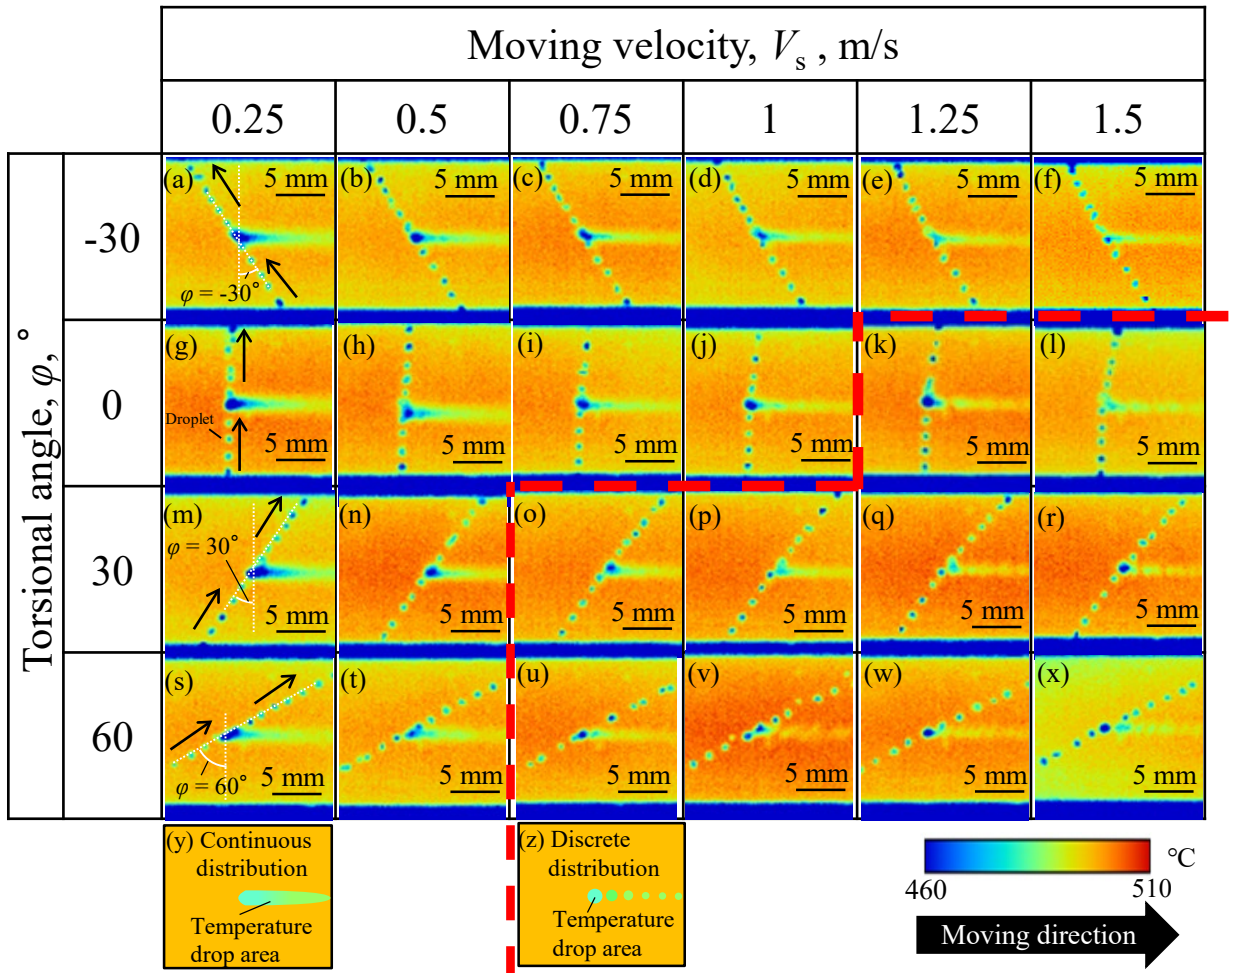 Moving velocity, Vs , m/s
0.25 0.5 0.75 1 1.25 1.5
Torsional angle, φ, °
-30
(a) 5 mm
φ = -30°
(b) 5 mm
(c) 5 mm
(d) 5 mm
(e) 5 mm
(f) 5 mm
0
(g)
Droplet
5 mm
(h)
5 mm
(i)
5 mm
(j)
5 mm
(k)
5 mm
(l)
5 mm
30
(m)
φ = 30°
5 mm
(n)
5 mm
(o)
5 mm
(p)
5 mm
(q)
5 mm
(r)
5 mm
60
(s)
φ = 60°
5 mm
(t)
5 mm
(u)
5 mm
(v)
5 mm
(w)
5 mm
(x)
5 mm
(y) Continuous
distribution
Temperature
drop area
(z) Discrete
distribution
Temperature
drop area
℃
460 510
Moving direction